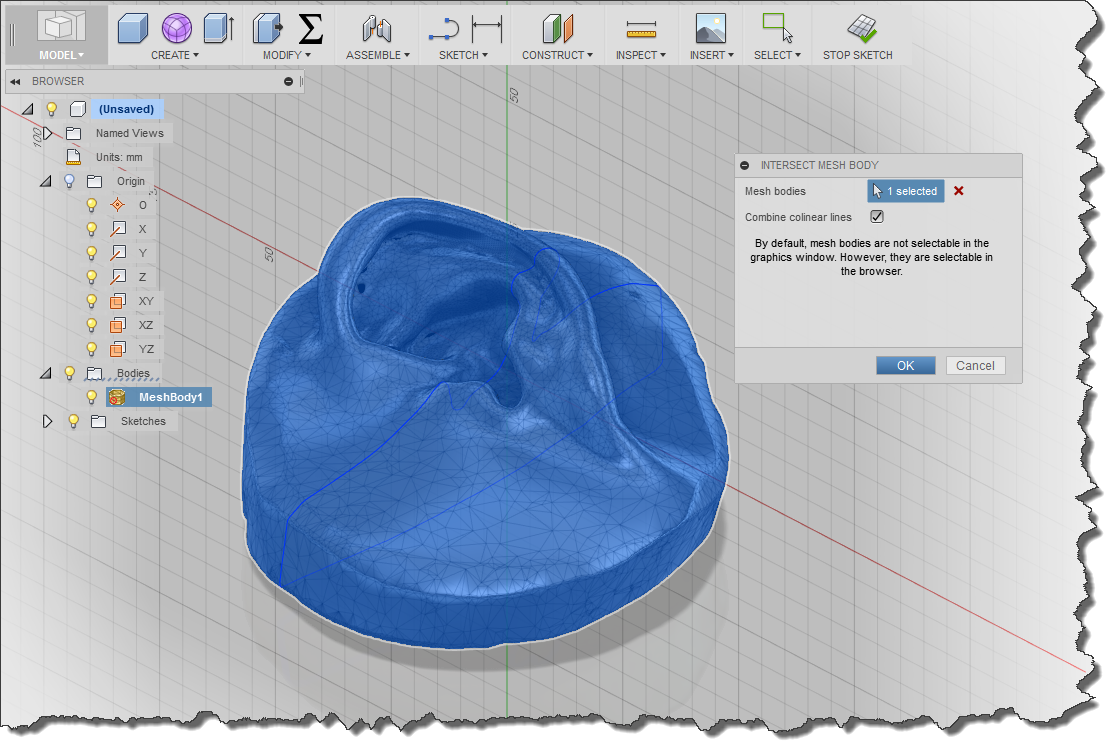 MODEL
CREATE
MODIFY
ASSEMBLE
SKETCH
CONSTRUCT
INSPECT
INSERT
SELECT
STOP SKETCH
BROWSER
(Unsaved)
Named Views
Units: mm
Origin
O
X
Y
Z
XY
XZ
YZ
Bodies
MeshBody1
Sketches
100
50
50
INTERSECT MESH BODY
Mesh bodies
1 selected
Combine colinear lines
By default, mesh bodies are not selectable in the
graphics window. However, they are selectable in
the browser.
OK
Cancel